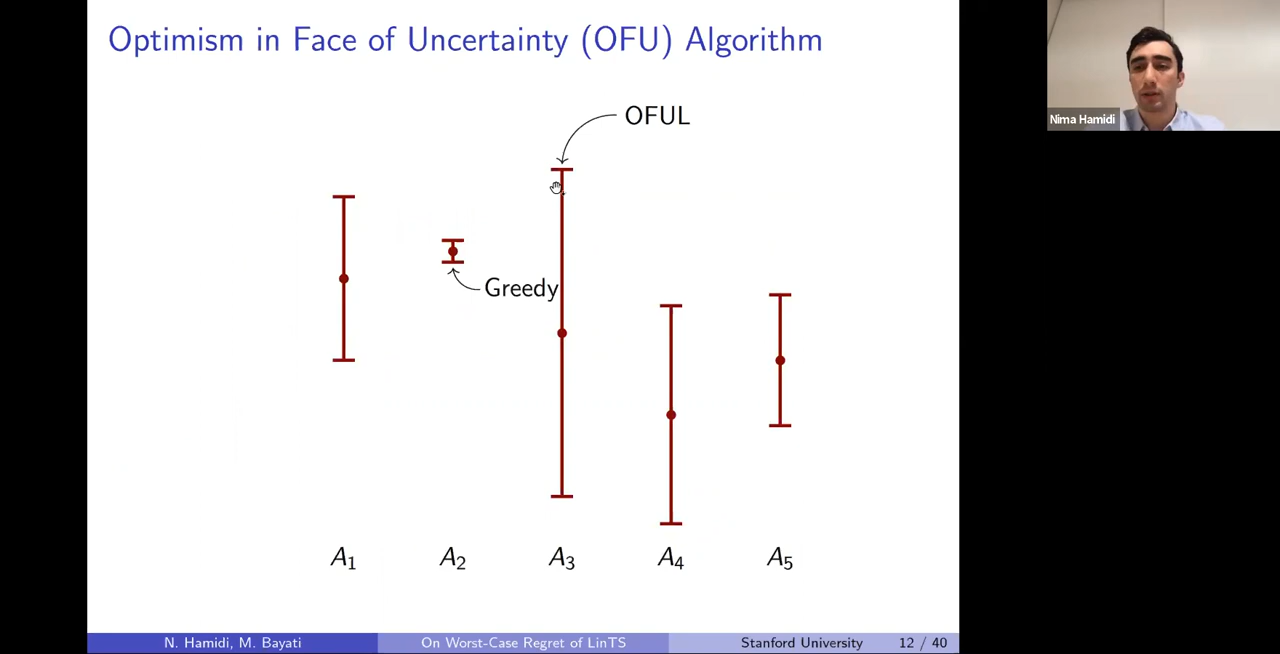 Optimism in Face of Uncertainty (OFU) Algorithm
Nima Hamidi
OFUL
Greedy
A₁ A₂ A₃ A₄ A₅
N. Hamidi, M. Bayati On Worst-Case Regret of LinTS Stanford University 12 / 40